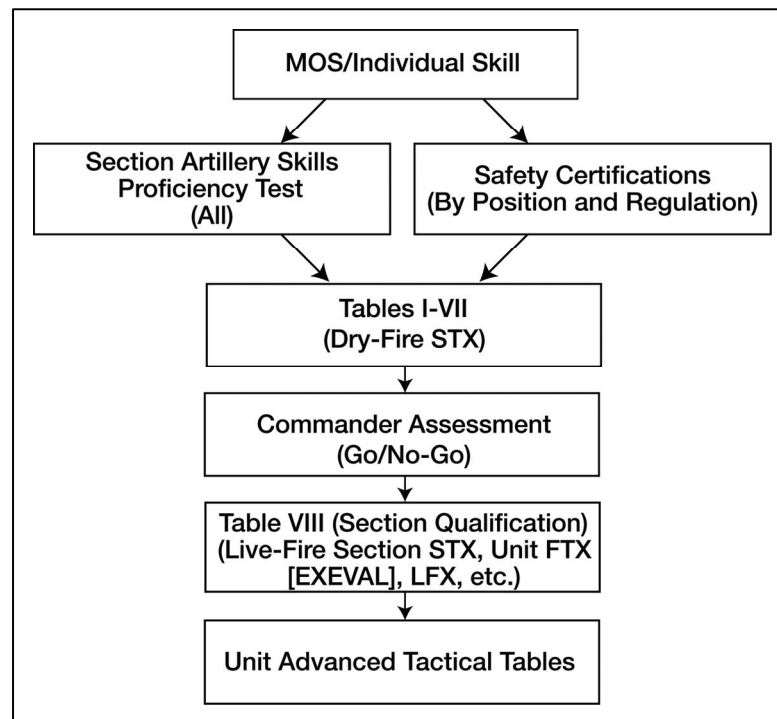 MOS/Individual Skill
Section Artillery Skills
Proficiency Test
(All)
Safety Certifications
(By Position and Regulation)
Tables I-VII
(Dry-Fire STX)
Commander Assessment
(Go/No-Go)
Table VIII (Section Qualification)
(Live-Fire Section STX, Unit FTX
[EXEVAL], LFX, etc.)
Unit Advanced Tactical Tables